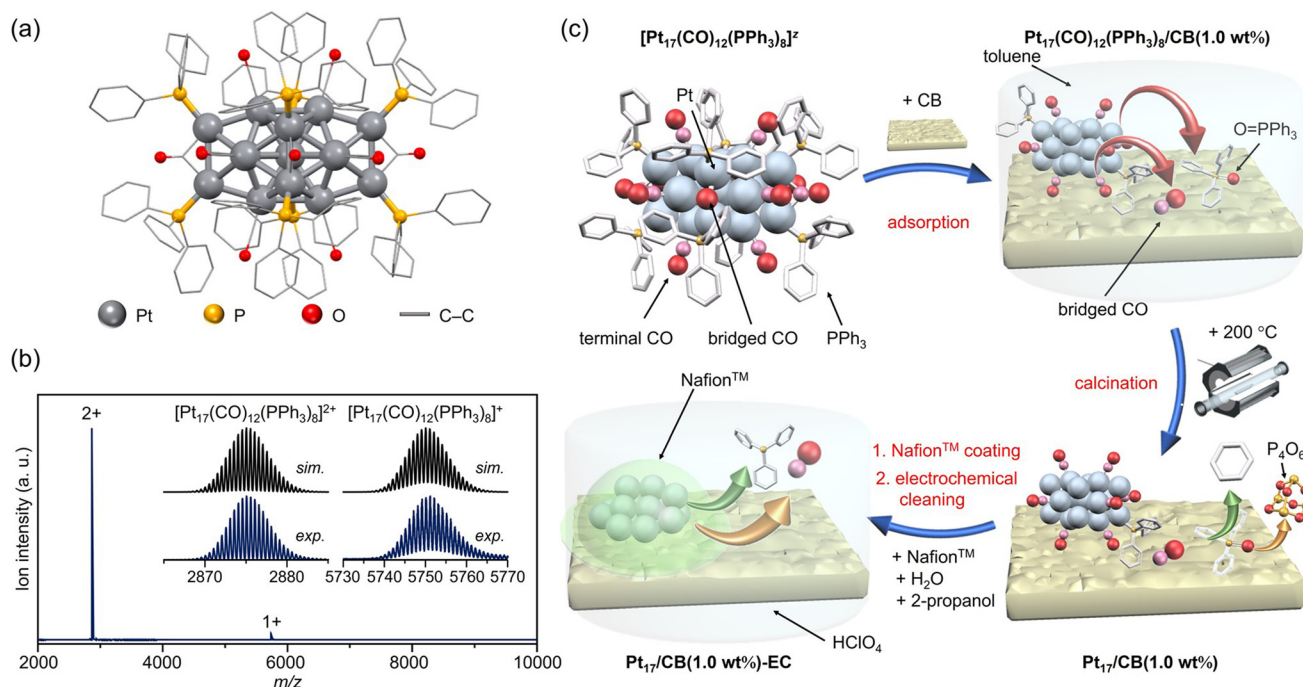 (a)
Pt
P
O
C–C
(b)
Ion intensity (a. u.)
2+
[Pt₁₇(CO)₁₂(PPh₃)₈]²⁺
[Pt₁₇(CO)₁₂(PPh₃)₈]⁺
sim.
sim.
exp.
exp.
2870
2880
5730
5740
5750
5760
5770
1+
2000
4000
6000
8000
10000
m/z
(c)
[Pt₁₇(CO)₁₂(PPh₃)₈]ᶻ
Pt
terminal CO
bridged CO
PPh₃
+ CB
adsorption
Pt₁₇(CO)₁₂(PPh₃)₈/CB(1.0 wt%)
toluene
O=PPh₃
bridged CO
+ 200 °C
calcination
P₄O₆
Pt₁₇/CB(1.0 wt%)
1. Nafion™ coating
2. electrochemical
cleaning
+ Nafion™
+ H₂O
+ 2-propanol
Nafion™
HClO₄
Pt₁₇/CB(1.0 wt%)-EC